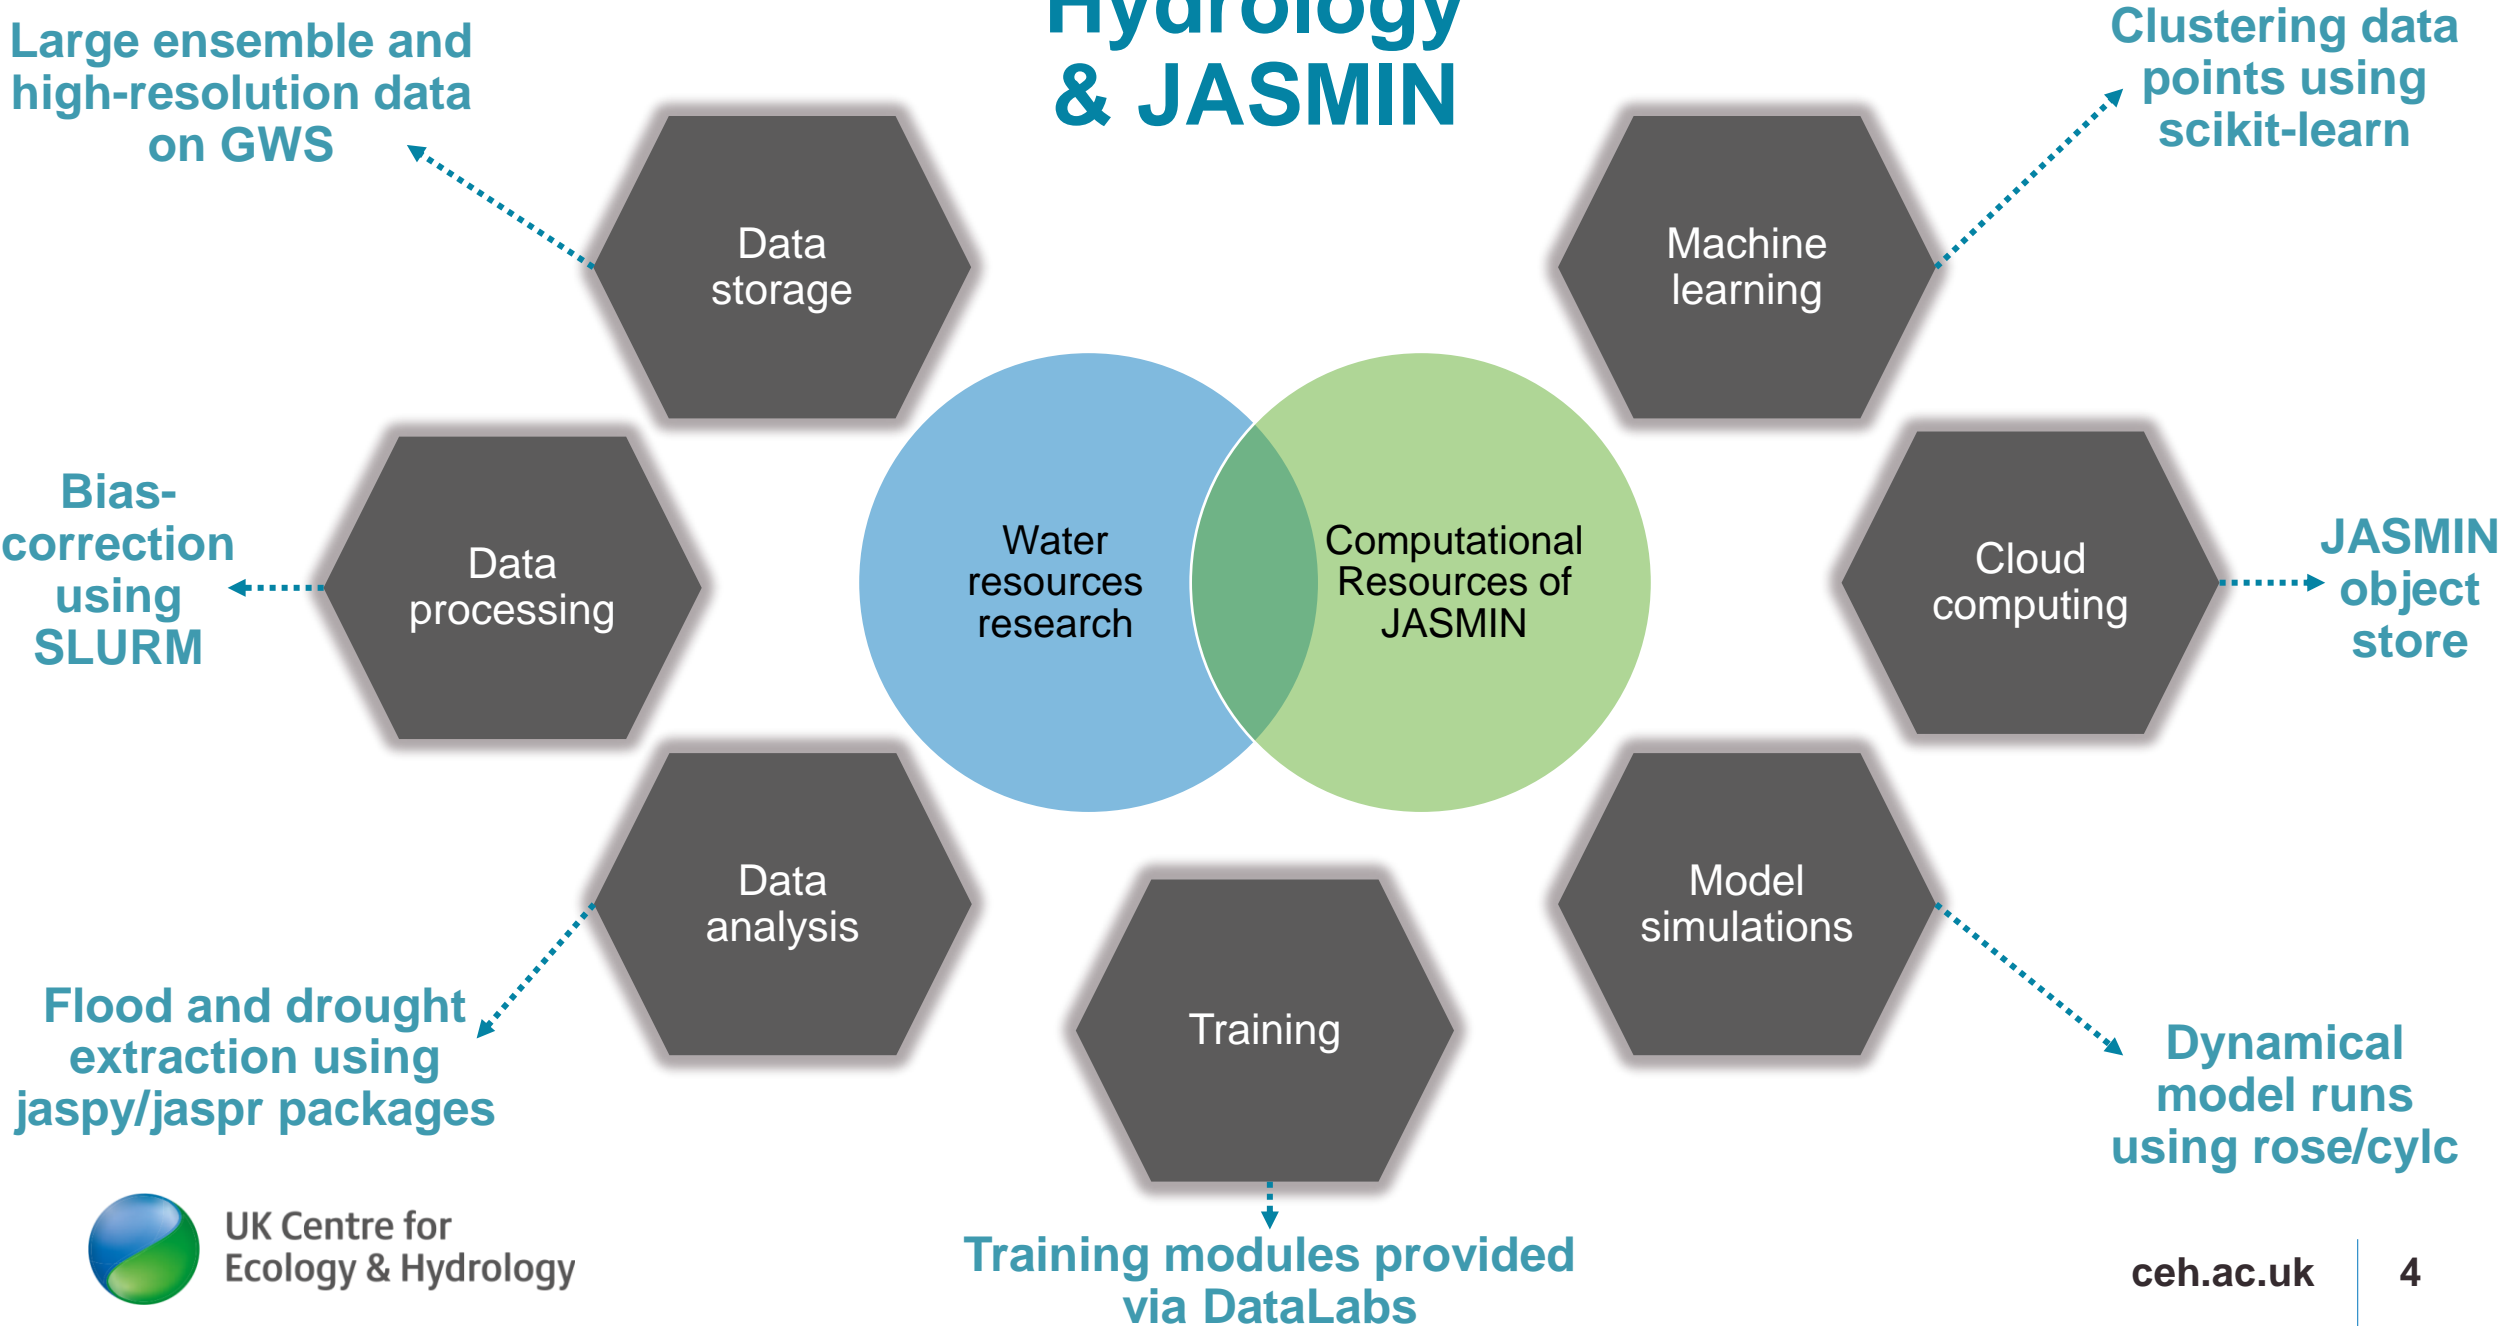 Hydrology
& JASMIN
Large ensemble and
high-resolution data
on GWS
Clustering data
points using
scikit-learn
Data
storage
Machine
learning
Bias-
correction
using
SLURM
Data
processing
Water
resources
research
Computational
Resources of
JASMIN
Cloud
computing
JASMIN
object
store
Data
analysis
Model
simulations
Flood and drought
extraction using
jaspy/jaspr packages
Training
Dynamical
model runs
using rose/cylc
Training modules provided
via DataLabs
UK Centre for
Ecology & Hydrology
ceh.ac.uk
4